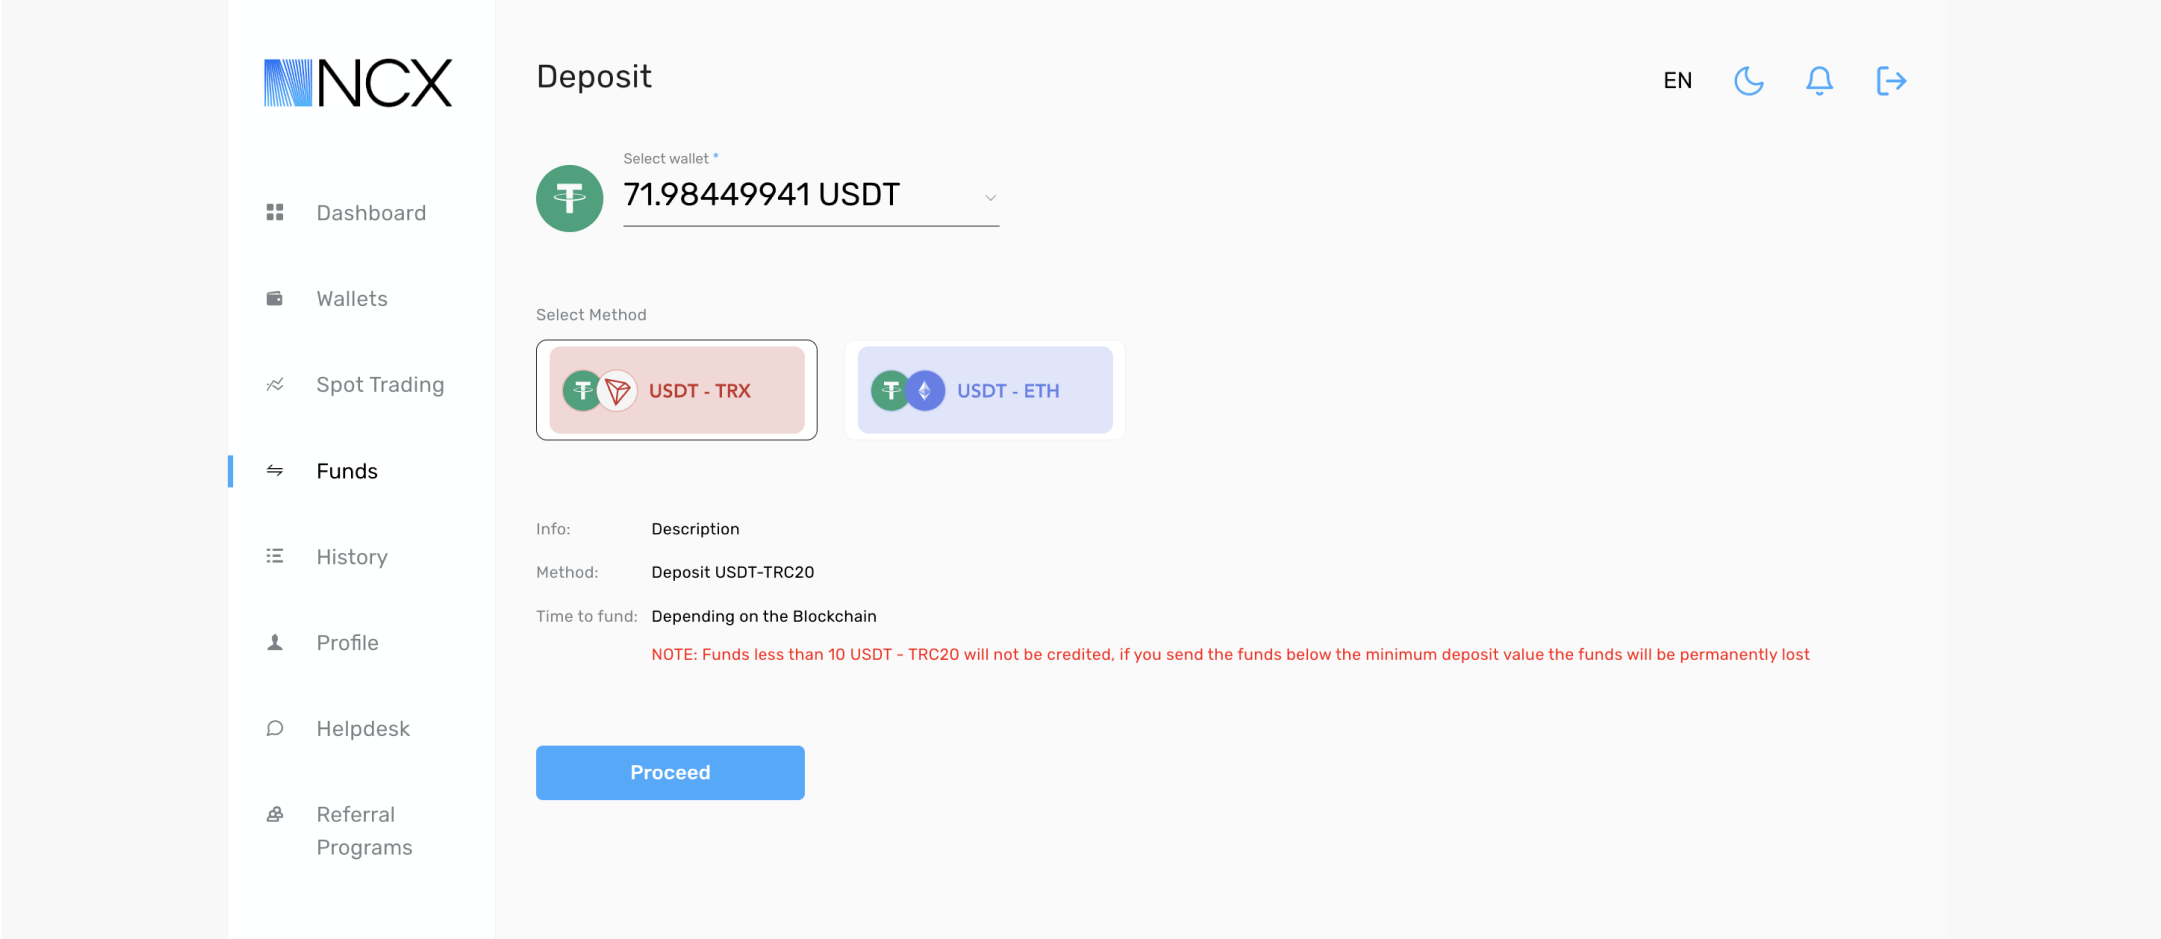 NCX
Dashboard
Wallets
Spot Trading
Funds
History
Profile
Helpdesk
Referral
Programs
Deposit
EN
Select wallet *
71.98449941 USDT
Select Method
USDT - TRX
USDT - ETH
Info: Description
Method: Deposit USDT-TRC20
Time to fund: Depending on the Blockchain
NOTE: Funds less than 10 USDT - TRC20 will not be credited, if you send the funds below the minimum deposit value the funds will be permanently lost
Proceed